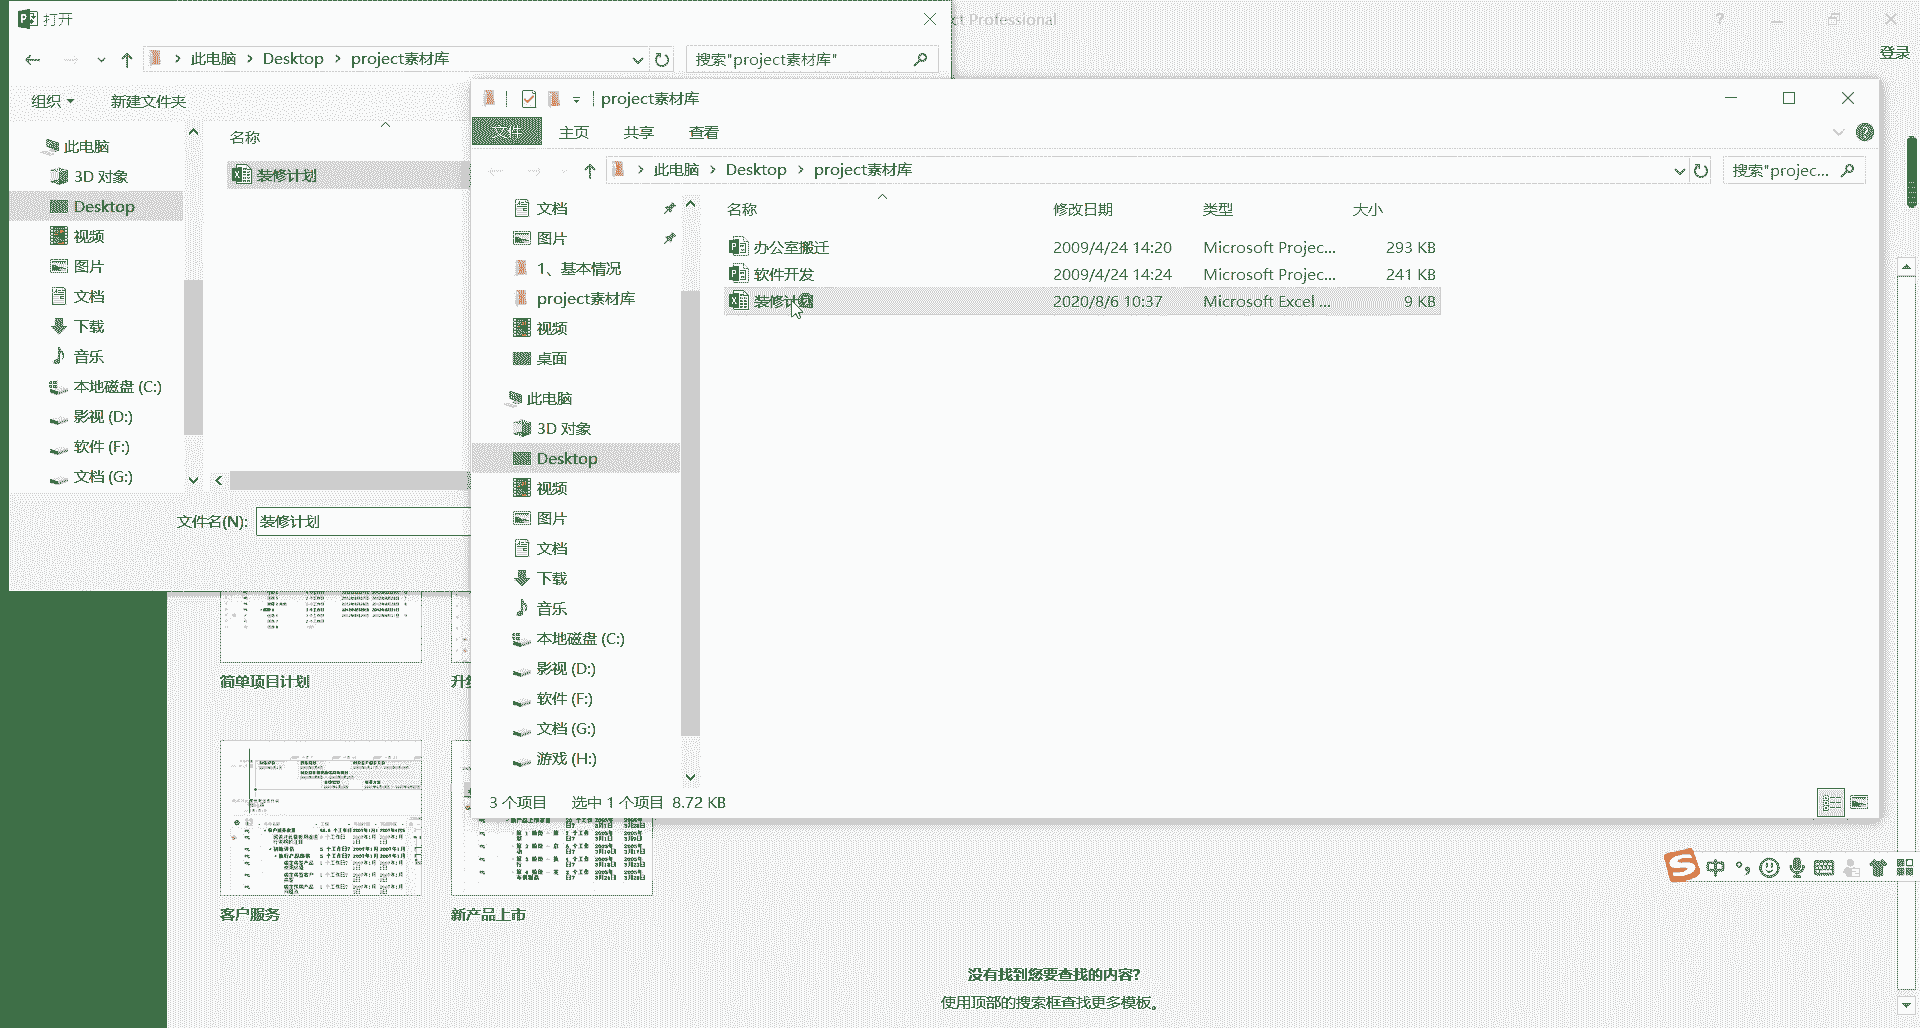 打开
ct Professional
登录
此电脑 Desktop project素材库
搜索"project素材库"
组织 新建文件夹
此电脑
3D 对象
Desktop
视频
图片
文档
下载
音乐
本地磁盘 (C:)
影视 (D:)
软件 (F:)
文档 (G:)
名称
装修计划
文件名(N): 装修计划
project素材库
文件 主页 共享 查看
此电脑 Desktop project素材库
搜索"projec...
文档
图片
1、基本情况
project素材库
视频
桌面
此电脑
3D 对象
Desktop
视频
图片
文档
下载
音乐
本地磁盘 (C:)
影视 (D:)
软件 (F:)
文档 (G:)
游戏 (H:)
名称 修改日期 类型 大小
办公室搬迁 2009/4/24 14:20 Microsoft Projec... 293 KB
软件开发 2009/4/24 14:24 Microsoft Projec... 241 KB
装修计划 2020/8/6 10:37 Microsoft Excel ... 9 KB
3 个项目 选中 1 个项目 8.72 KB
简单项目计划
客户服务
新产品上市
中
没有找到您要查找的内容?
使用顶部的搜索框查找更多模板。